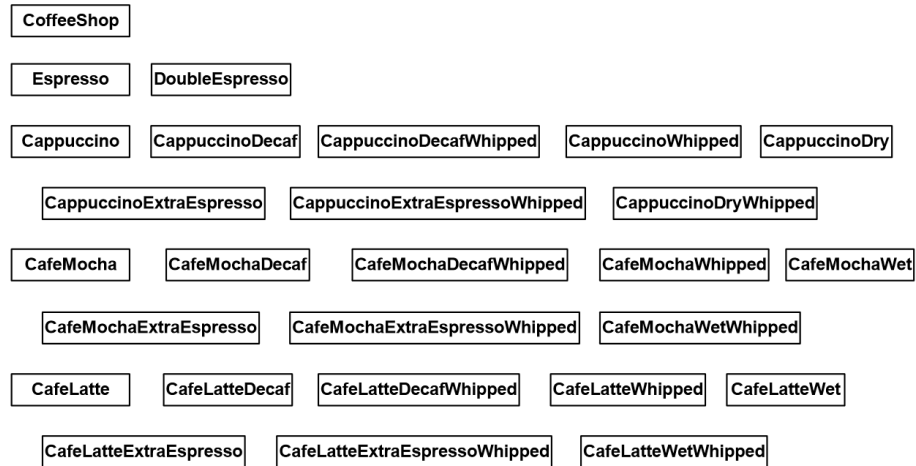 CoffeeShop
Espresso DoubleEspresso
Cappuccino CappuccinoDecaf CappuccinoDecafWhipped CappuccinoWhipped CappuccinoDry
CappuccinoExtraEspresso CappuccinoExtraEspressoWhipped CappuccinoDryWhipped
CafeMocha CafeMochaDecaf CafeMochaDecafWhipped CafeMochaWhipped CafeMochaWet
CafeMochaExtraEspresso CafeMochaExtraEspressoWhipped CafeMochaWetWhipped
CafeLatte CafeLatteDecaf CafeLatteDecafWhipped CafeLatteWhipped CafeLatteWet
CafeLatteExtraEspresso CafeLatteExtraEspressoWhipped CafeLatteWetWhipped